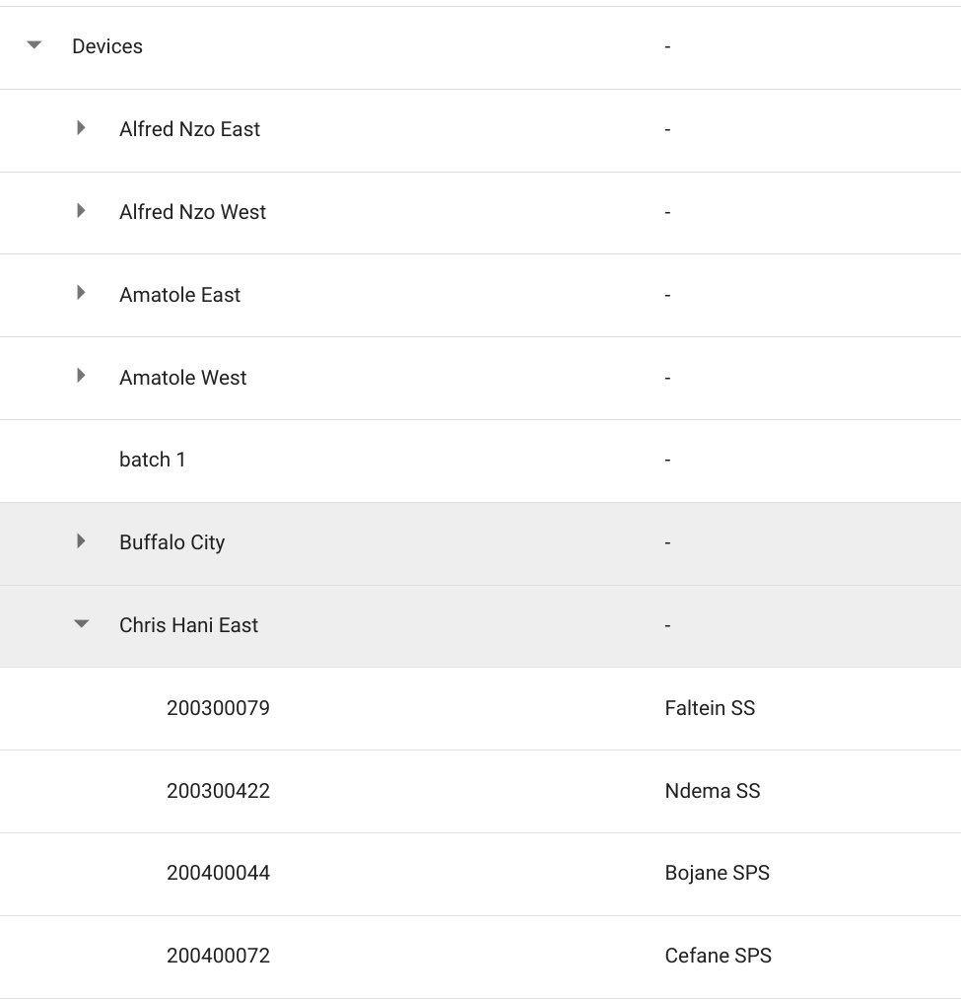 Devices -
Alfred Nzo East -
Alfred Nzo West -
Amatole East -
Amatole West -
batch 1 -
Buffalo City -
Chris Hani East -
200300079 Faltein SS
200300422 Ndema SS
200400044 Bojane SPS
200400072 Cefane SPS